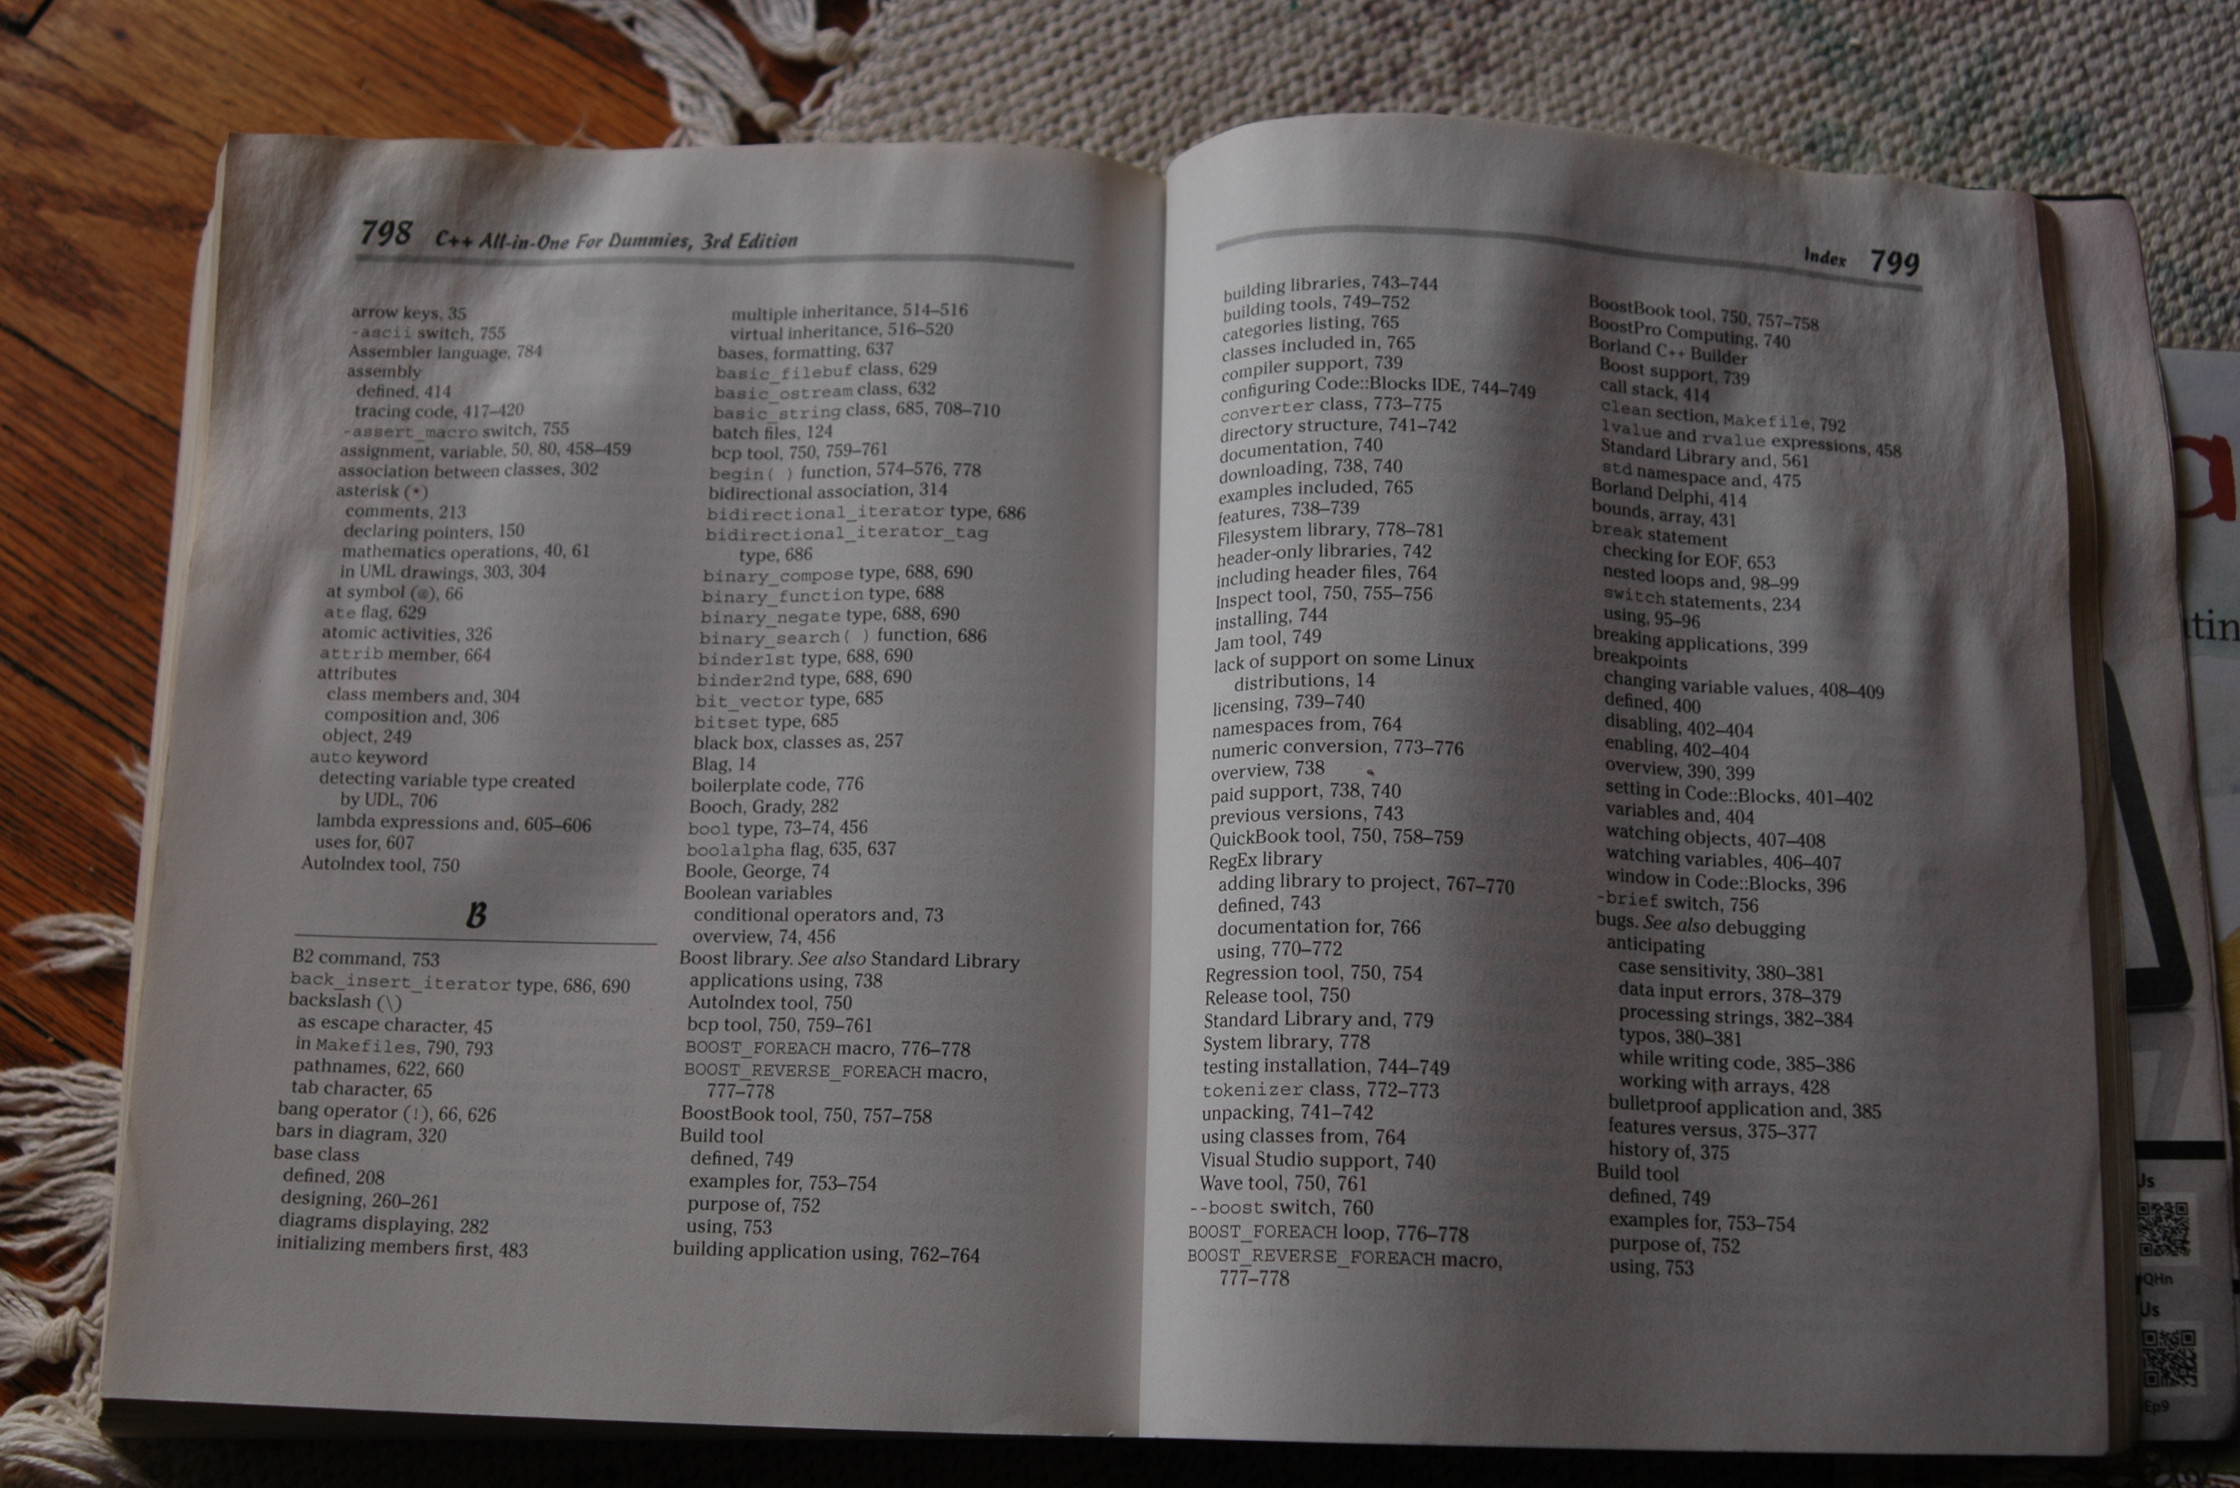 798 C++ All-in-One For Dummies, 3rd Edition
arrow keys, 35
-ascii switch, 755
Assembler language, 784
assembly
defined, 414
tracing code, 417–420
-assert_macro switch, 755
assignment, variable, 50, 80, 458–459
association between classes, 302
asterisk (*)
comments, 213
declaring pointers, 150
mathematics operations, 40, 61
in UML drawings, 303, 304
at symbol (@), 66
ate flag, 629
atomic activities, 326
attrib member, 664
attributes
class members and, 304
composition and, 306
object, 249
auto keyword
detecting variable type created
by UDL, 706
lambda expressions and, 605–606
uses for, 607
AutoIndex tool, 750
B
B2 command, 753
back_insert_iterator type, 686, 690
backslash (\)
as escape character, 45
in Makefiles, 790, 793
pathnames, 622, 660
tab character, 65
bang operator (!), 66, 626
bars in diagram, 320
base class
defined, 208
designing, 260–261
diagrams displaying, 282
initializing members first, 483
multiple inheritance, 514–516
virtual inheritance, 516–520
bases, formatting, 637
basic_filebuf class, 629
basic_ostream class, 632
basic_string class, 685, 708–710
batch files, 124
bcp tool, 750, 759–761
begin( ) function, 574–576, 778
bidirectional association, 314
bidirectional_iterator type, 686
bidirectional_iterator_tag
type, 686
binary_compose type, 688, 690
binary_function type, 688
binary_negate type, 688, 690
binary_search( ) function, 686
binder1st type, 688, 690
binder2nd type, 688, 690
bit_vector type, 685
bitset type, 685
black box, classes as, 257
Blag, 14
boilerplate code, 776
Booch, Grady, 282
bool type, 73–74, 456
boolalpha flag, 635, 637
Boole, George, 74
Boolean variables
conditional operators and, 73
overview, 74, 456
Boost library. See also Standard Library
applications using, 738
AutoIndex tool, 750
bcp tool, 750, 759–761
BOOST_FOREACH macro, 776–778
BOOST_REVERSE_FOREACH macro,
777–778
BoostBook tool, 750, 757–758
Build tool
defined, 749
examples for, 753–754
purpose of, 752
using, 753
building application using, 762–764
Index 799
building libraries, 743–744
building tools, 749–752
categories listing, 765
classes included in, 765
compiler support, 739
configuring Code::Blocks IDE, 744–749
converter class, 773–775
directory structure, 741–742
documentation, 740
downloading, 738, 740
examples included, 765
features, 738–739
Filesystem library, 778–781
header-only libraries, 742
including header files, 764
Inspect tool, 750, 755–756
installing, 744
Jam tool, 749
lack of support on some Linux
distributions, 14
licensing, 739–740
namespaces from, 764
numeric conversion, 773–776
overview, 738
paid support, 738, 740
previous versions, 743
QuickBook tool, 750, 758–759
RegEx library
adding library to project, 767–770
defined, 743
documentation for, 766
using, 770–772
Regression tool, 750, 754
Release tool, 750
Standard Library and, 779
System library, 778
testing installation, 744–749
tokenizer class, 772–773
unpacking, 741–742
using classes from, 764
Visual Studio support, 740
Wave tool, 750, 761
--boost switch, 760
BOOST_FOREACH loop, 776–778
BOOST_REVERSE_FOREACH macro,
777–778
BoostBook tool, 750, 757–758
BoostPro Computing, 740
Borland C++ Builder
Boost support, 739
call stack, 414
clean section, Makefile, 792
lvalue and rvalue expressions, 458
Standard Library and, 561
std namespace and, 475
Borland Delphi, 414
bounds, array, 431
break statement
checking for EOF, 653
nested loops and, 98–99
switch statements, 234
using, 95–96
breaking applications, 399
breakpoints
changing variable values, 408–409
defined, 400
disabling, 402–404
enabling, 402–404
overview, 390, 399
setting in Code::Blocks, 401–402
variables and, 404
watching objects, 407–408
watching variables, 406–407
window in Code::Blocks, 396
-brief switch, 756
bugs. See also debugging
anticipating
case sensitivity, 380–381
data input errors, 378–379
processing strings, 382–384
typos, 380–381
while writing code, 385–386
working with arrays, 428
bulletproof application and, 385
features versus, 375–377
history of, 375
Build tool
defined, 749
examples for, 753–754
purpose of, 752
using, 753
Us
QHn
Us
Ep9